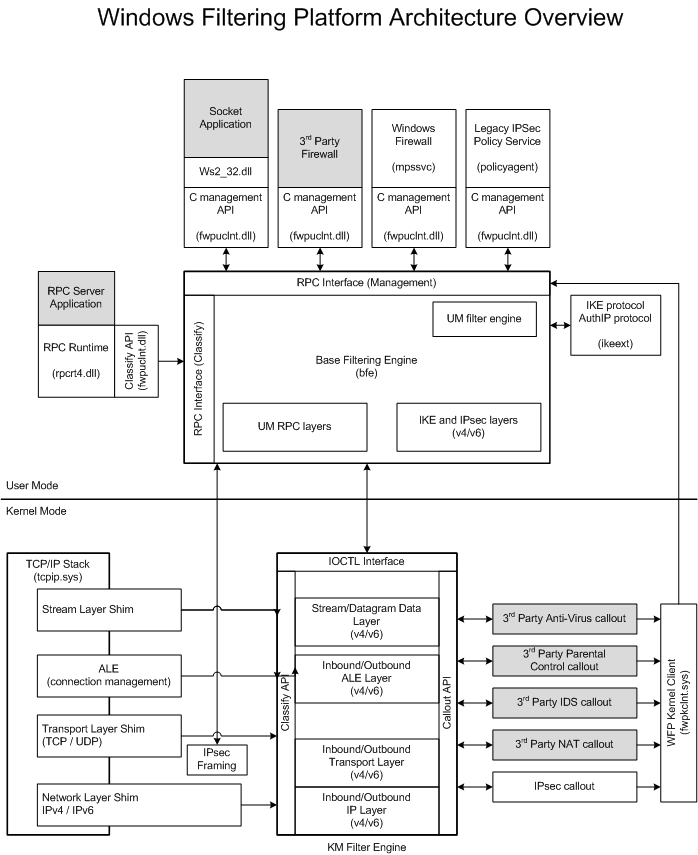 Windows Filtering Platform Architecture Overview
Socket
Application
Ws2_32.dll
C management
API
(fwpuclnt.dll)
3rd Party
Firewall
C management
API
(fwpuclnt.dll)
Windows
Firewall
(mpssvc)
C management
API
(fwpuclnt.dll)
Legacy IPSec
Policy Service
(policyagent)
C management
API
(fwpuclnt.dll)
RPC Server
Application
RPC Runtime
(rpcrt4.dll)
Classify API
(fwpuclnt.dll)
RPC Interface (Management)
RPC Interface (Classify)
UM filter engine
Base Filtering Engine
(bfe)
UM RPC layers
IKE and IPsec layers
(v4/v6)
IKE protocol
AuthIP protocol
(ikeext)
User Mode
Kernel Mode
TCP/IP Stack
(tcpip.sys)
Stream Layer Shim
ALE
(connection management)
Transport Layer Shim
(TCP / UDP)
Network Layer Shim
IPv4 / IPv6
IPsec
Framing
IOCTL Interface
Classify API
Stream/Datagram Data
Layer
(v4/v6)
Inbound/Outbound
ALE Layer
(v4/v6)
Inbound/Outbound
Transport Layer
(v4/v6)
Inbound/Outbound
IP Layer
(v4/v6)
Callout API
KM Filter Engine
3rd Party Anti-Virus callout
3rd Party Parental
Control callout
3rd Party IDS callout
3rd Party NAT callout
IPsec callout
WFP Kernel Client
(fwpkclnt.sys)